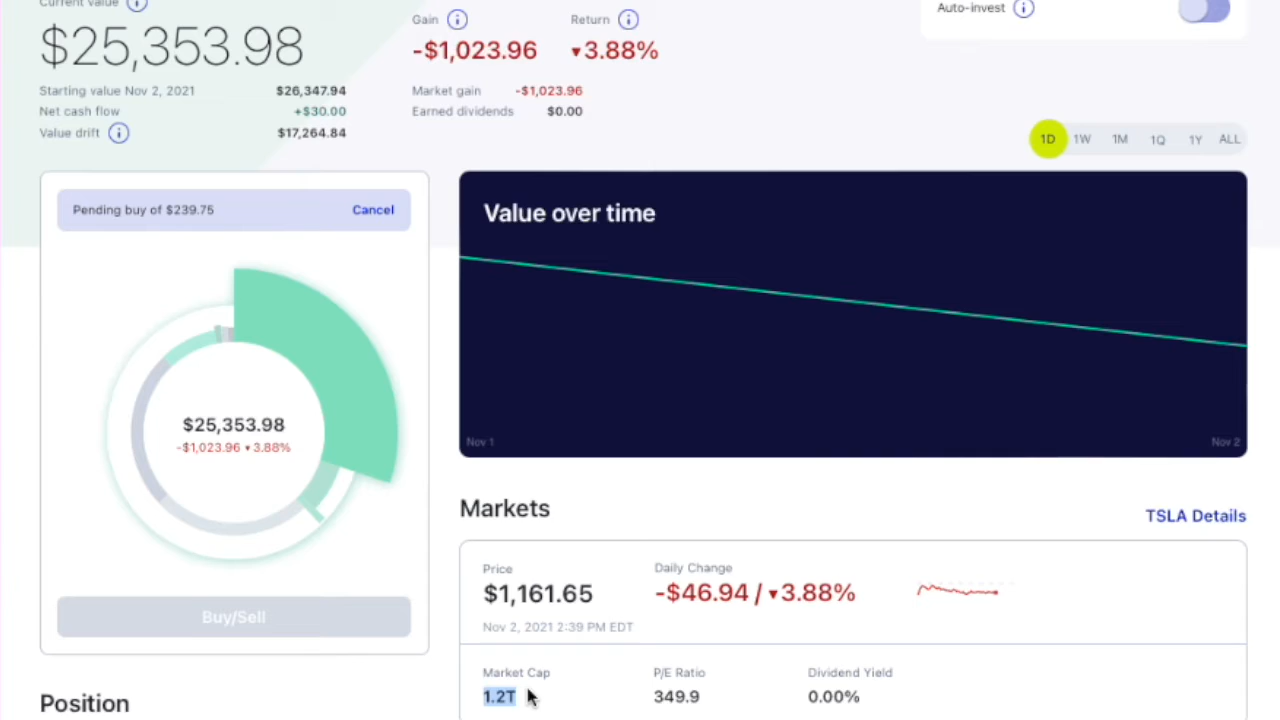 Current value
$25,353.98
Starting value Nov 2, 2021 $26,347.94
Net cash flow +$30.00
Value drift $17,264.84
Gain Return
-$1,023.96 ▼3.88%
Market gain -$1,023.96
Earned dividends $0.00
Auto-invest
1D 1W 1M 1Q 1Y ALL
Pending buy of $239.75 Cancel
$25,353.98
-$1,023.96 ▼3.88%
Buy/Sell
Position
Value over time
Nov 1 Nov 2
Markets TSLA Details
Price Daily Change
$1,161.65 -$46.94 / ▼3.88%
Nov 2, 2021 2:39 PM EDT
Market Cap P/E Ratio Dividend Yield
1.2T 349.9 0.00%